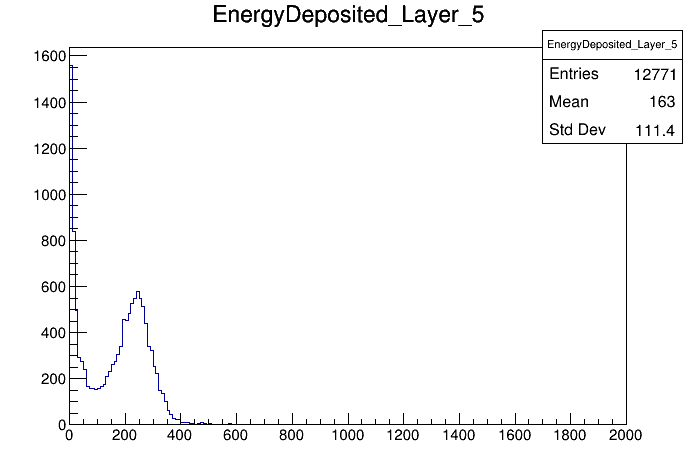 EnergyDeposited_Layer_5
EnergyDeposited_Layer_5
Entries 12771
Mean 163
Std Dev 111.4
1600
1400
1200
1000
800
600
400
200
0
0 200 400 600 800 1000 1200 1400 1600 1800 2000